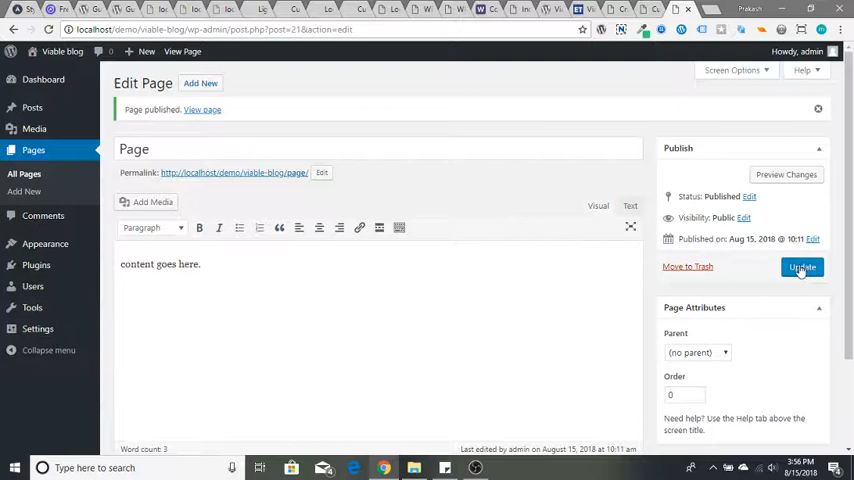 Prakash
localhost/demo/viable-blog/wp-admin/post.php?post=21&action=edit
Viable blog 0 + New View Page Howdy, admin
Dashboard
Posts
Media
Pages
All Pages
Add New
Comments
Appearance
Plugins
Users
Tools
Settings
Collapse menu
Screen Options Help
Edit Page Add New
Page published. View page
Page
Permalink: http://localhost/demo/viable-blog/page/ Edit
Add Media Visual Text
Paragraph B I
content goes here.
Word count: 3 Last edited by admin on August 15, 2018 at 10:11 am
Publish
Preview Changes
Status: Published Edit
Visibility: Public Edit
Published on: Aug 15, 2018 @ 10:11 Edit
Move to Trash Update
Page Attributes
Parent
(no parent)
Order
0
Need help? Use the Help tab above the
screen title.
Type here to search
3:56 PM
8/15/2018